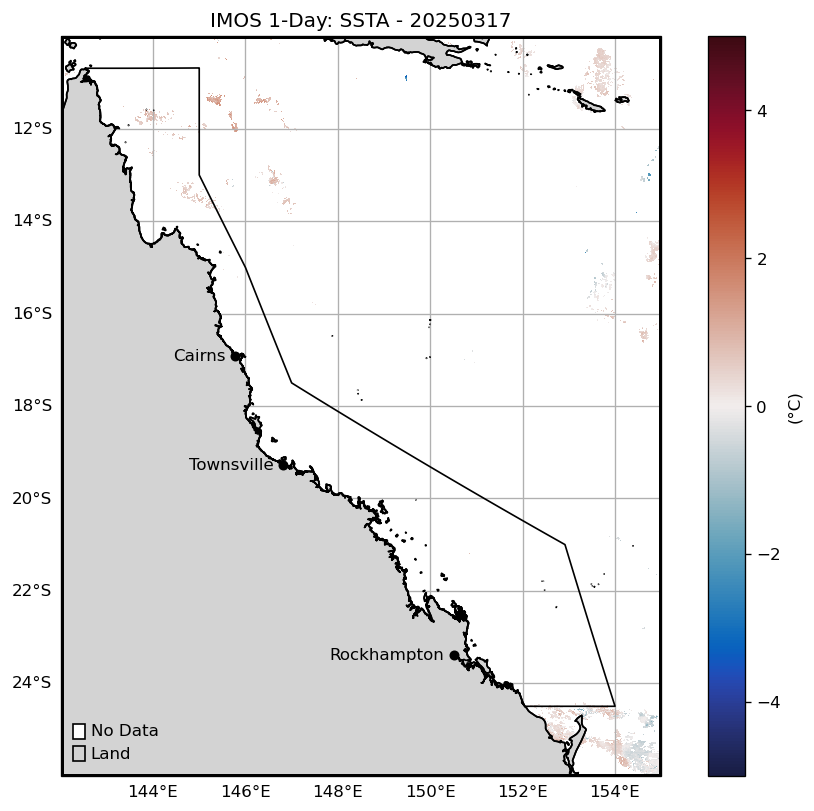 IMOS 1-Day: SSTA - 20250317
12°S
14°S
16°S
18°S
20°S
22°S
24°S
Cairns
Townsville
Rockhampton
No Data
Land
144°E 146°E 148°E 150°E 152°E 154°E
4
2
0
−2
−4
(°C)